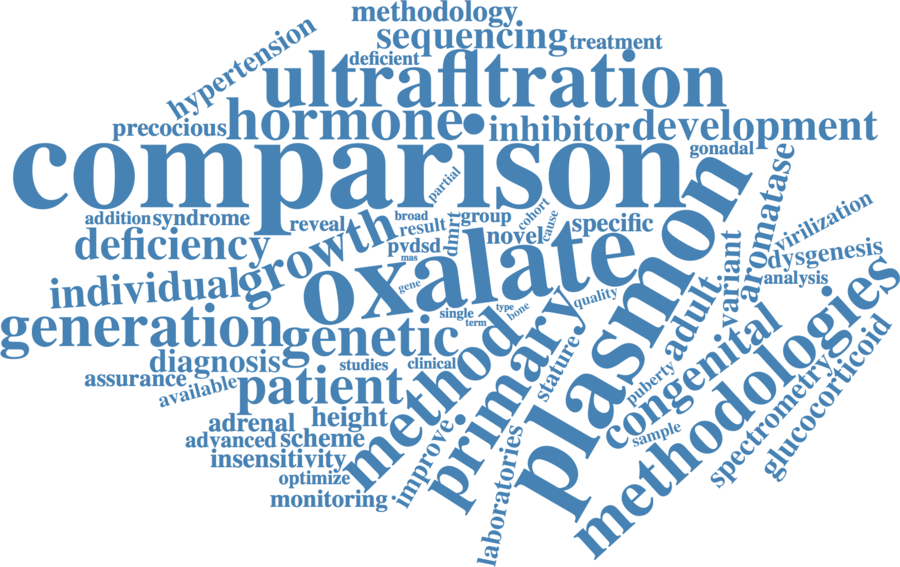 methodology
sequencing
treatment
deficient
hypertension
ultrafiltration
precocious
hormone
inhibitor
development
gonadal
comparison
partial
aromatase
addition
syndrome
reveal
broad
result
dmrt
group
cohort
cause
specific
novel
virilization
deficiency
growth
pvdsd
mas
oxalate
plasmon
variant
dysgenesis
analysis
individual
gene
generation
genetic
single
term
type
bone
quality
adult
diagnosis
studies
clinical
method
primary
stature
puberty
congenital
methodologies
assurance
available
patient
sample
spectrometry
glucocorticoid
adrenal
height
advanced
scheme
insensitivity
improve
laboratories
optimize
monitoring